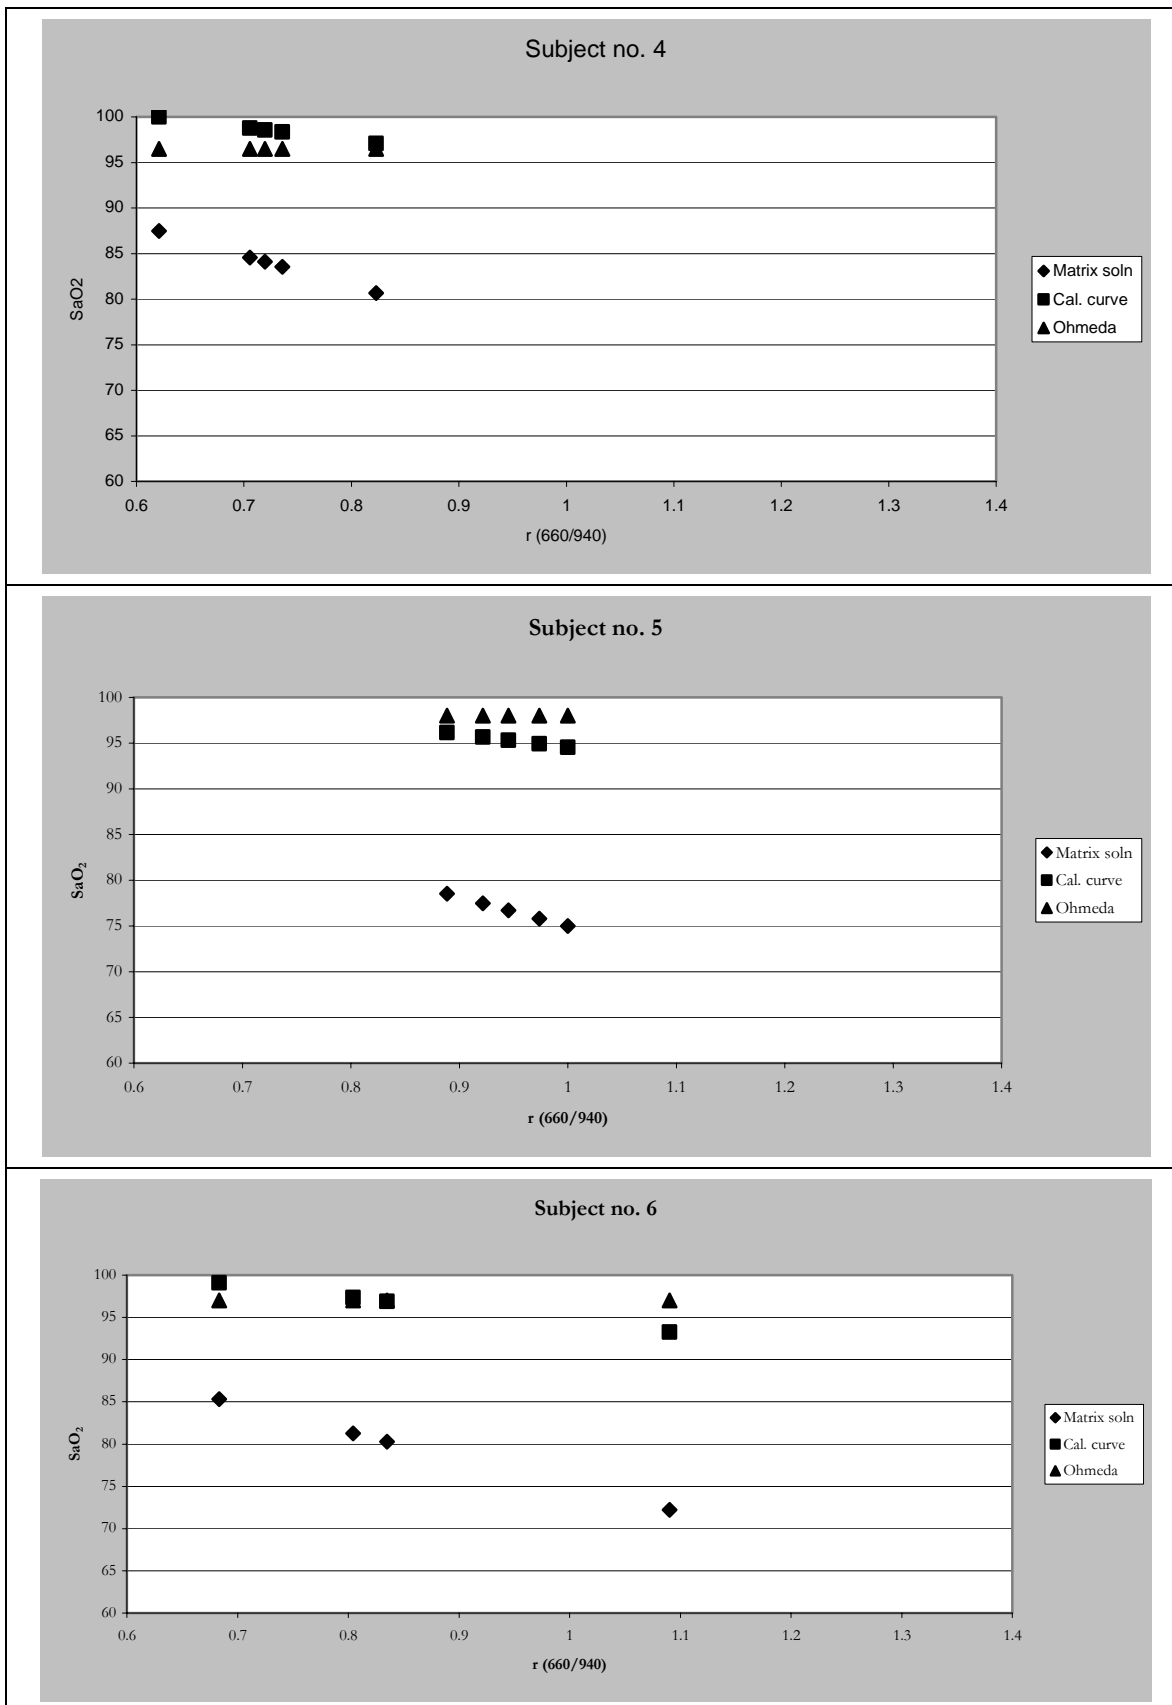 Subject no. 4
100
95
90
85
80
75
70
65
60
SaO2
0.6 0.7 0.8 0.9 1 1.1 1.2 1.3 1.4
r (660/940)
Matrix soln
Cal. curve
Ohmeda
Subject no. 5
100
95
90
85
80
75
70
65
60
SaO₂
0.6 0.7 0.8 0.9 1 1.1 1.2 1.3 1.4
r (660/940)
Matrix soln
Cal. curve
Ohmeda
Subject no. 6
100
95
90
85
80
75
70
65
60
SaO₂
0.6 0.7 0.8 0.9 1 1.1 1.2 1.3 1.4
r (660/940)
Matrix soln
Cal. curve
Ohmeda